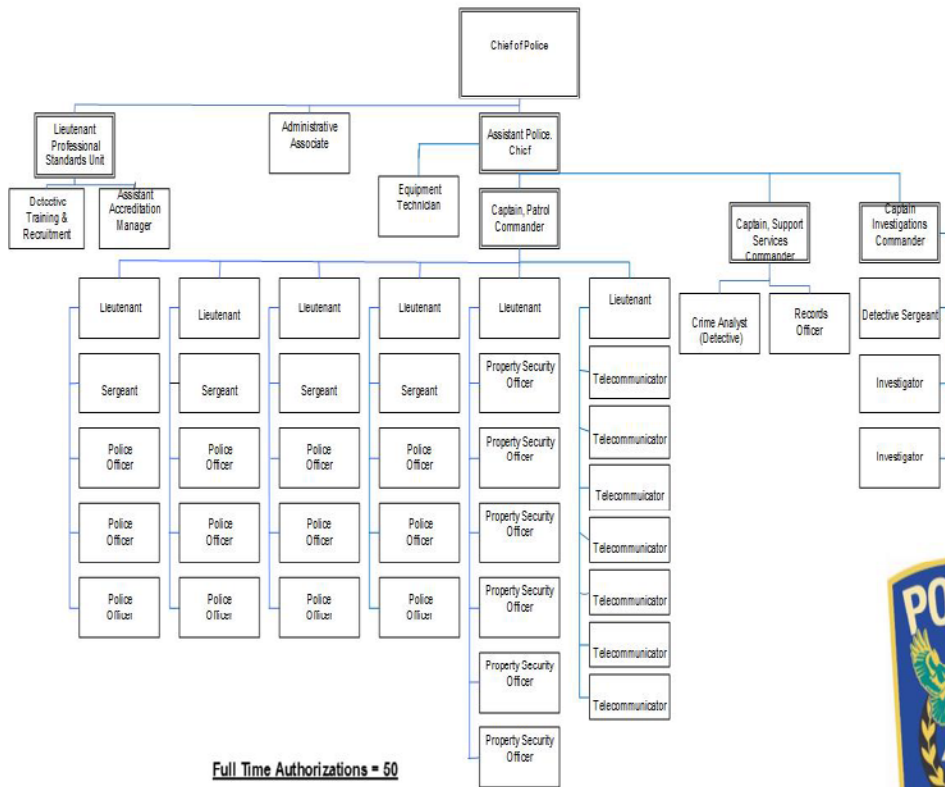 Chief of Police
Lieutenant
Professional
Standards Unit
Administrative
Associate
Assistant Police.
Chief
Detective
Training &
Recruitment
Assistant
Accreditation
Manager
Equipment
Technician
Captain, Patrol
Commander
Captain, Support
Services
Commander
Captain
Investigations
Commander
Lieutenant
Lieutenant
Lieutenant
Lieutenant
Lieutenant
Lieutenant
Crime Analyst
(Detective)
Records
Officer
Detective Sergeant
Sergeant
Sergeant
Sergeant
Sergeant
Property Security
Officer
Telecommunicator
Investigator
Police
Officer
Police
Officer
Police
Officer
Police
Officer
Property Security
Officer
Telecommunicator
Investigator
Police
Officer
Police
Officer
Police
Officer
Police
Officer
Property Security
Officer
Telecommuicator
Telecommunicator
Police
Officer
Police
Officer
Police
Officer
Police
Officer
Property Security
Officer
Telecommunicator
Property Security
Officer
Telecommunicator
Property Security
Officer
Telecommunicator
Full Time Authorizations = 50
PO